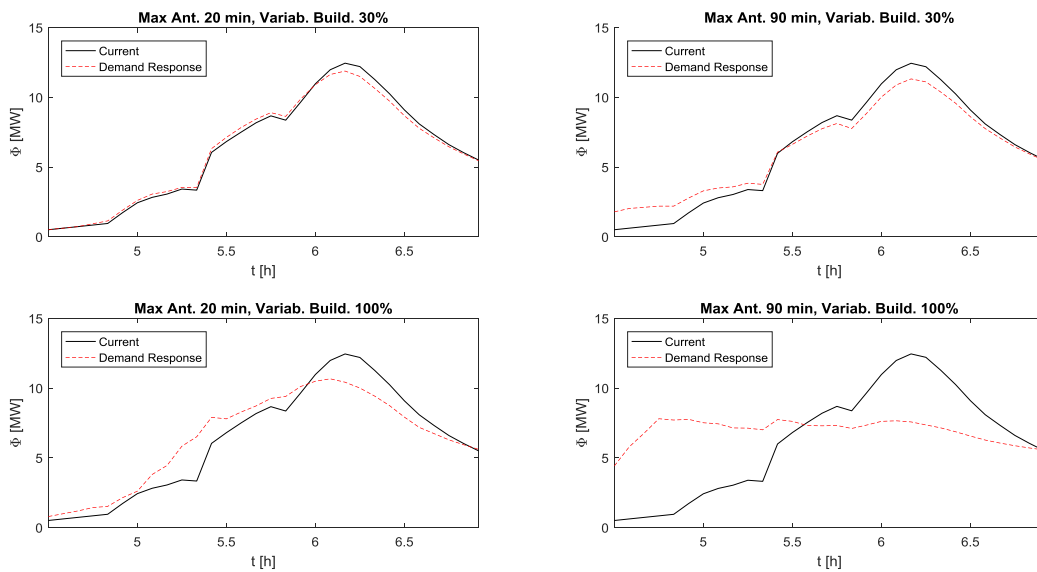 Max Ant. 20 min, Variab. Build. 30%
15
10
5
0
Φ [MW]
Current
Demand Response
5
5.5
6
6.5
t [h]
Max Ant. 90 min, Variab. Build. 30%
15
10
5
0
Φ [MW]
Current
Demand Response
5
5.5
6
6.5
t [h]
Max Ant. 20 min, Variab. Build. 100%
15
10
5
0
Φ [MW]
Current
Demand Response
5
5.5
6
6.5
t [h]
Max Ant. 90 min, Variab. Build. 100%
15
10
5
0
Φ [MW]
Current
Demand Response
5
5.5
6
6.5
t [h]